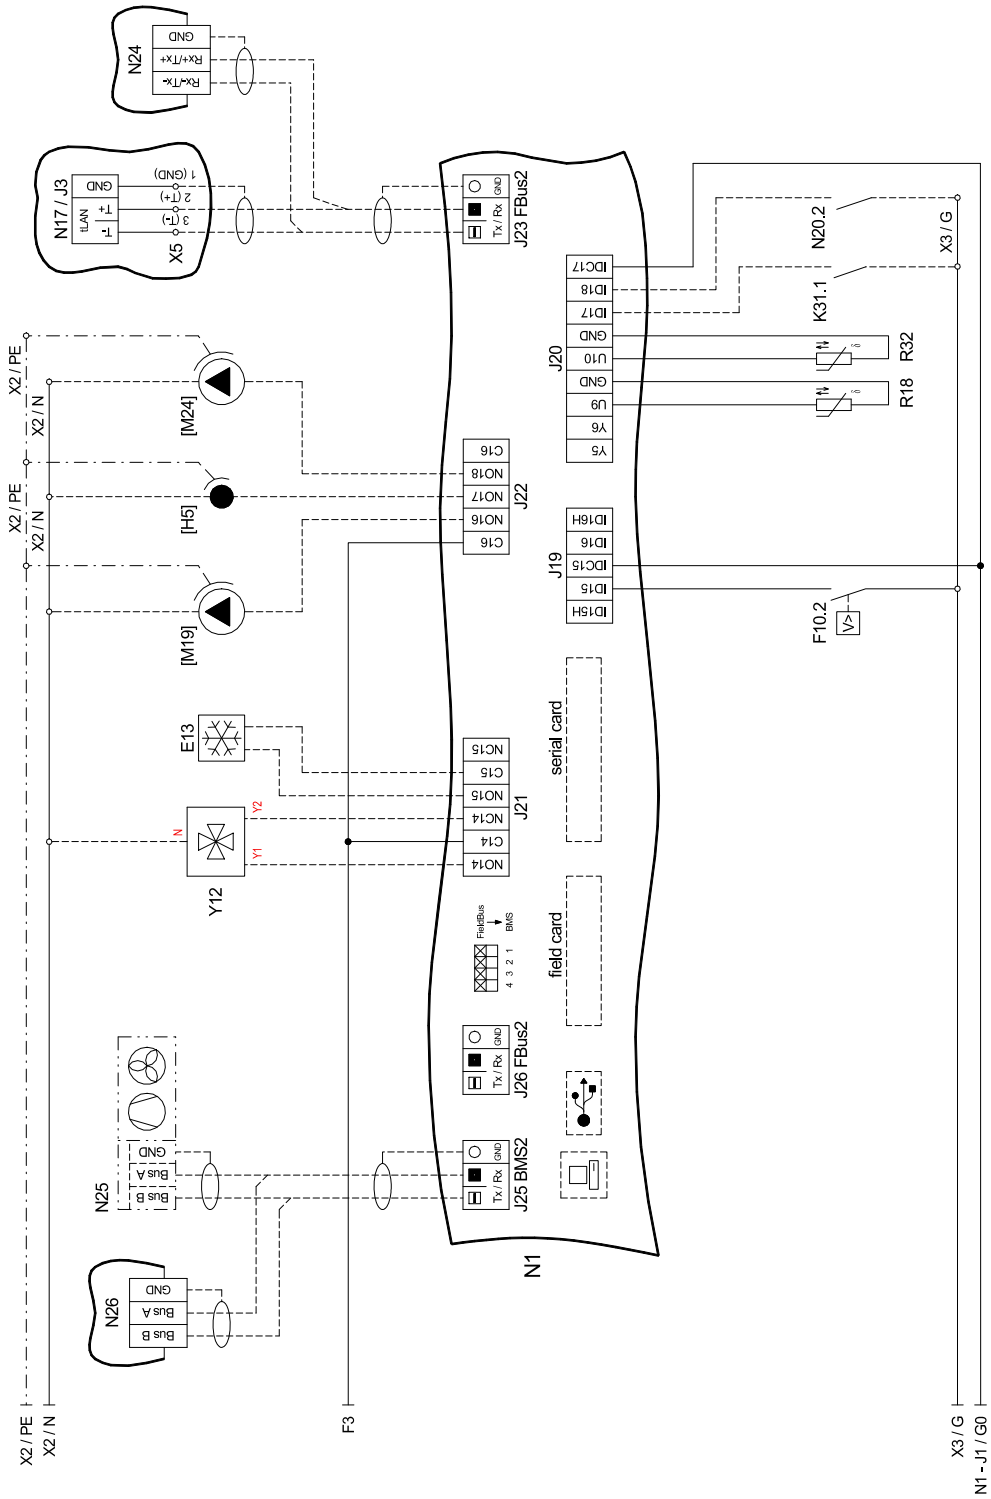 N24
GND
Rx+/Tx+
Rx-/Tx-
N17 / J3
tLAN
GND
T+
T-
1 (GND)
2 (T+)
3 (T-)
X5
GND
Tx / Rx
J23 FBus2
X2 / PE
X2 / N
[M24]
X2 / PE
X2 / N
[H5]
[M19]
C16
NO18
NO17
NO16
C16
J22
J20
IDC17
ID18
ID17
GND
U10
GND
U9
Y6
Y5
N20.2
K31.1
X3 / G
R32
R18
J19
ID16H
ID16
IDC15
ID15
ID15H
F10.2
V>
E13
Y12
N
Y1
Y2
NC15
C15
NO15
NC14
C14
NO14
J21
serial card
field card
FieldBus
BMS
4 3 2 1
GND
Tx / Rx
J26 FBus2
N25
GND
Bus A
Bus B
GND
Tx / Rx
J25 BMS2
N1
N26
GND
Bus A
Bus B
X2 / PE
X2 / N
F3
X3 / G
N1 - J1 / G0